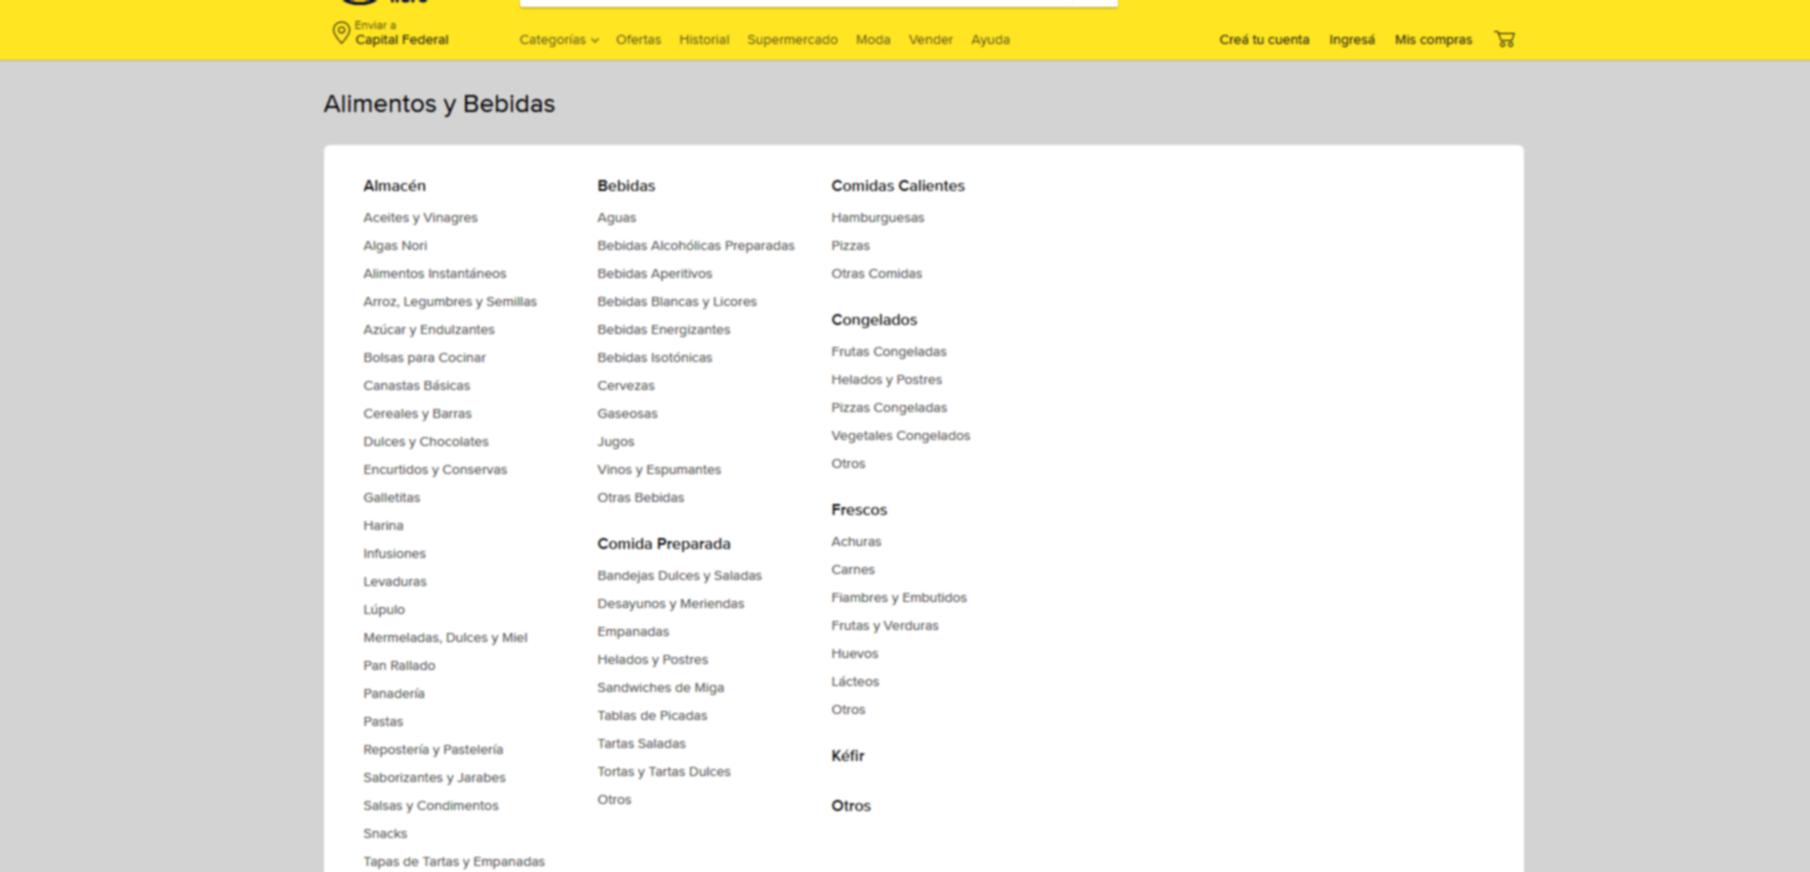 Enviar a
Capital Federal
Categorías
Ofertas
Historial
Supermercado
Moda
Vender
Ayuda
Creá tu cuenta
Ingresá
Mis compras
Alimentos y Bebidas
Almacén
Aceites y Vinagres
Algas Nori
Alimentos Instantáneos
Arroz, Legumbres y Semillas
Azúcar y Endulzantes
Bolsas para Cocinar
Canastas Básicas
Cereales y Barras
Dulces y Chocolates
Encurtidos y Conservas
Galletitas
Harina
Infusiones
Levaduras
Lúpulo
Mermeladas, Dulces y Miel
Pan Rallado
Panadería
Pastas
Repostería y Pastelería
Saborizantes y Jarabes
Salsas y Condimentos
Snacks
Tapas de Tartas y Empanadas
Bebidas
Aguas
Bebidas Alcohólicas Preparadas
Bebidas Aperitivos
Bebidas Blancas y Licores
Bebidas Energizantes
Bebidas Isotónicas
Cervezas
Gaseosas
Jugos
Vinos y Espumantes
Otras Bebidas
Comida Preparada
Bandejas Dulces y Saladas
Desayunos y Meriendas
Empanadas
Helados y Postres
Sandwiches de Miga
Tablas de Picadas
Tartas Saladas
Tortas y Tartas Dulces
Otros
Comidas Calientes
Hamburguesas
Pizzas
Otras Comidas
Congelados
Frutas Congeladas
Helados y Postres
Pizzas Congeladas
Vegetales Congelados
Otros
Frescos
Achuras
Carnes
Fiambres y Embutidos
Frutas y Verduras
Huevos
Lácteos
Otros
Kéfir
Otros